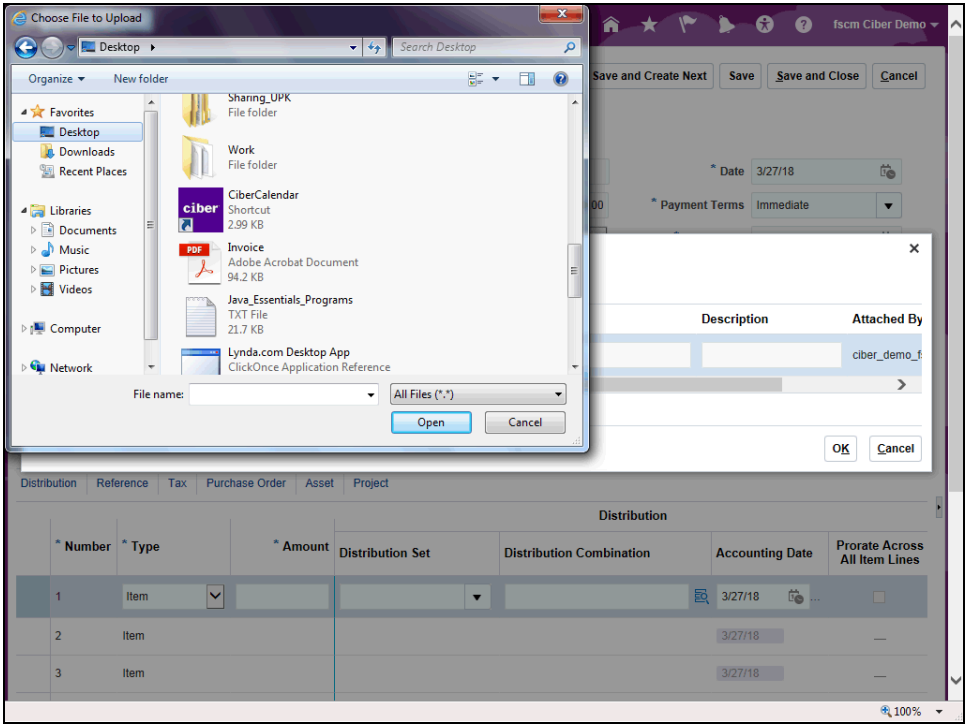 Choose File to Upload
fscm Ciber Demo
Desktop
Search Desktop
Organize
New folder
Save and Create Next
Save
Save and Close
Cancel
Favorites
Desktop
Downloads
Recent Places
Libraries
Documents
Music
Pictures
Videos
Computer
Network
Sharing_UPK
File folder
Work
File folder
ciber
CiberCalendar
Shortcut
2.99 KB
PDF
Invoice
Adobe Acrobat Document
94.2 KB
Java_Essentials_Programs
TXT File
21.7 KB
Lynda.com Desktop App
ClickOnce Application Reference
File name:
All Files (*.*)
Open
Cancel
* Date 3/27/18
00
* Payment Terms Immediate
Description
Attached By
ciber_demo_f
OK
Cancel
Distribution Reference Tax Purchase Order Asset Project
Distribution
* Number * Type * Amount Distribution Set Distribution Combination Accounting Date Prorate Across
All Item Lines
1 Item 3/27/18 ...
2 Item 3/27/18 —
3 Item 3/27/18 —
100%